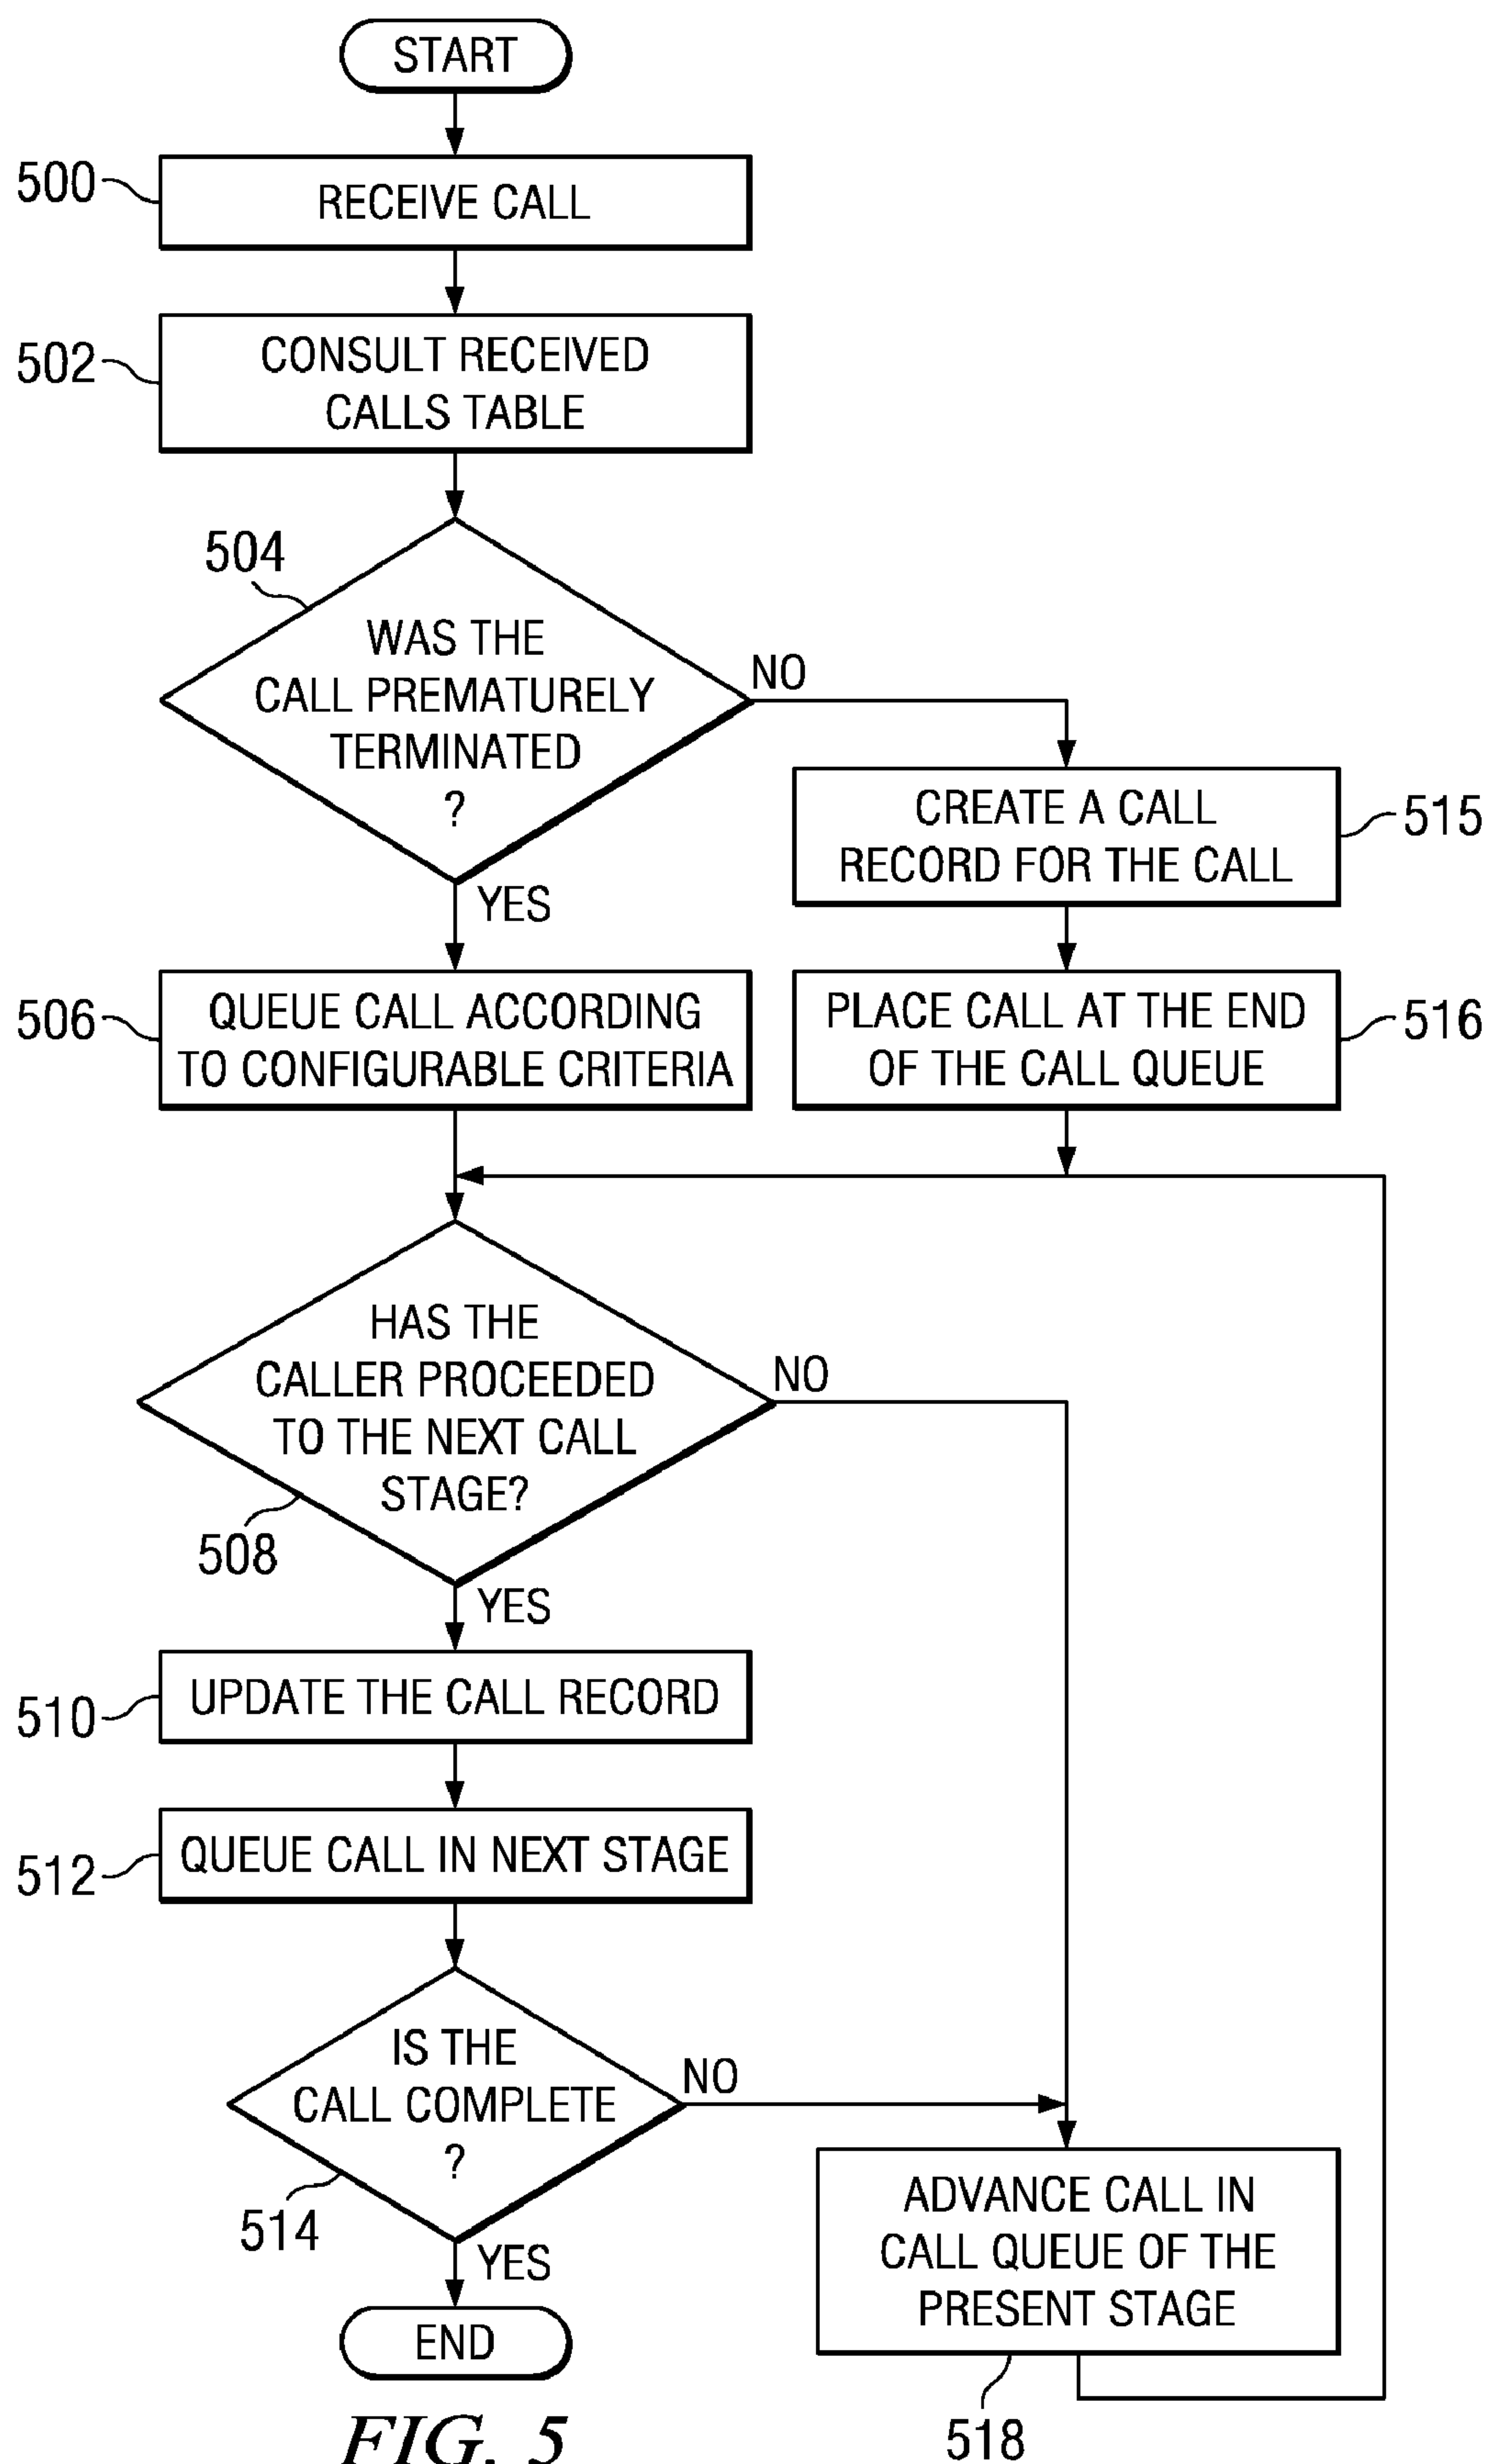 START
500
RECEIVE CALL
502
CONSULT RECEIVED
CALLS TABLE
504
WAS THE
CALL PREMATURELY
TERMINATED
?
NO
YES
CREATE A CALL
RECORD FOR THE CALL
515
506
QUEUE CALL ACCORDING
TO CONFIGURABLE CRITERIA
PLACE CALL AT THE END
OF THE CALL QUEUE
516
HAS THE
CALLER PROCEEDED
TO THE NEXT CALL
STAGE?
NO
508
YES
510
UPDATE THE CALL RECORD
512
QUEUE CALL IN NEXT STAGE
IS THE
CALL COMPLETE
?
NO
514
YES
ADVANCE CALL IN
CALL QUEUE OF THE
PRESENT STAGE
518
END
FIG. 5